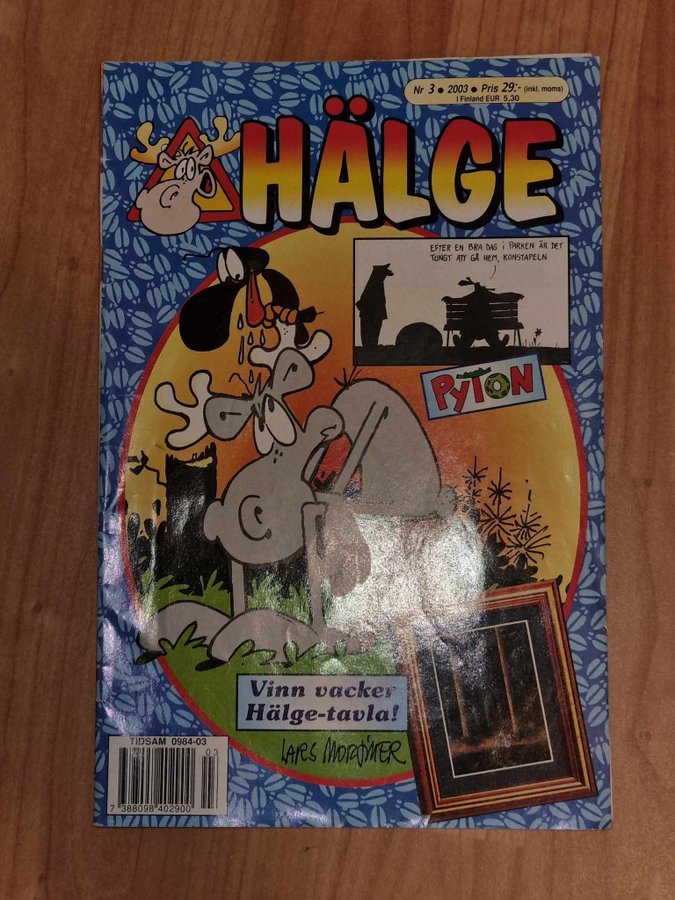 Nr 3 ● 2003 ● Pris 29:- (inkl. moms)
I Finland EUR 5,30
HÄLGE
EFTER EN BRA DAG I PARKEN ÄR DET
TUNGT ATT GÅ HEM, KONSTAPELN
PYTON
Vinn vacker
Hälge-tavla!
LARS MORTIMER
TIDSAM 0984-03
03
7 388098 402900